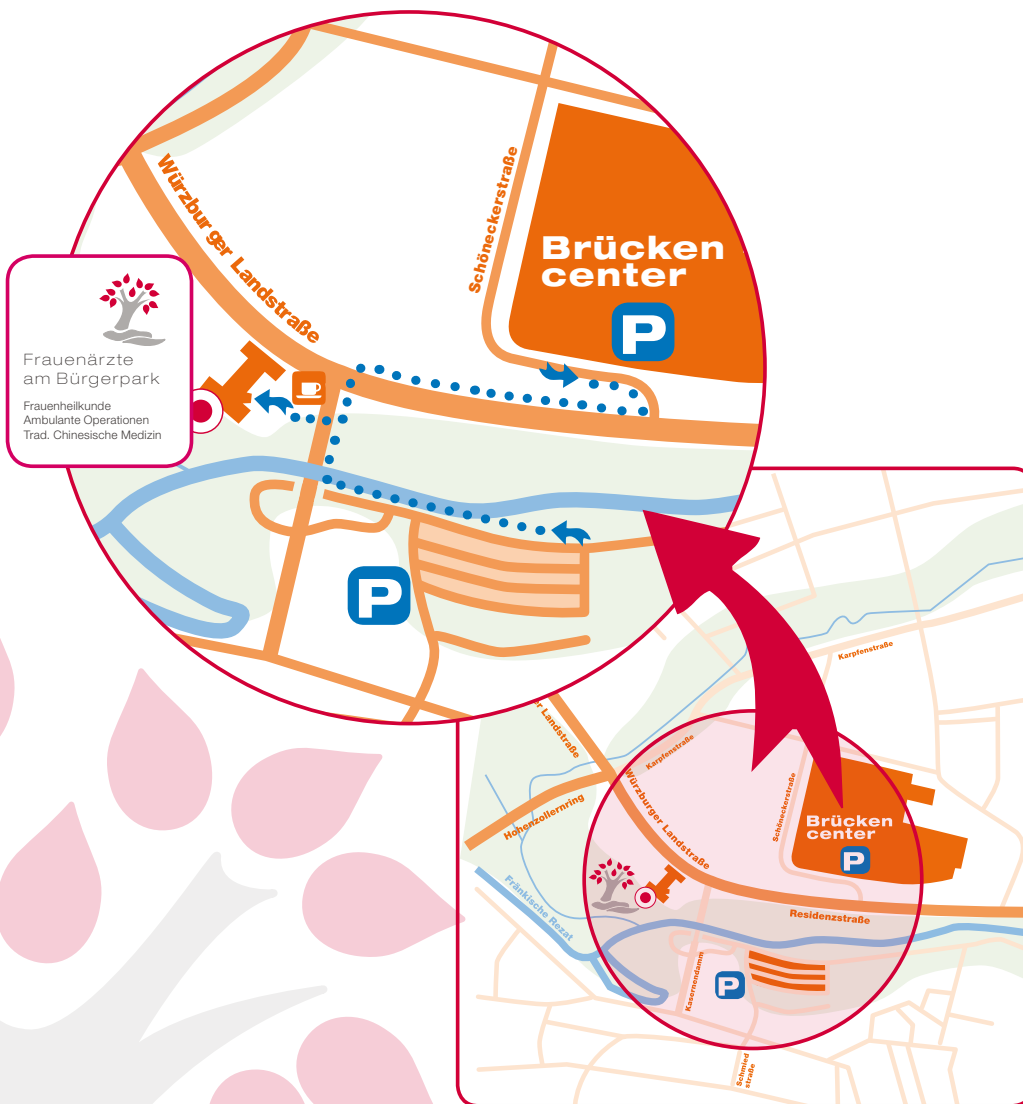 Würzburger Landstraße
Schöneckerstraße
Brücken
center
P
Frauenärzte
am Bürgerpark
Frauenheilkunde
Ambulante Operationen
Trad. Chinesische Medizin
P
Karpfenstraße
er Landstraße
Karpfenstraße
Würzburger Landstraße
Schöneckerstraße
Hohenzollernring
Brücken
center
P
Fränkische Rezat
Residenzstraße
Kasernendamm
P
Schmied
straße